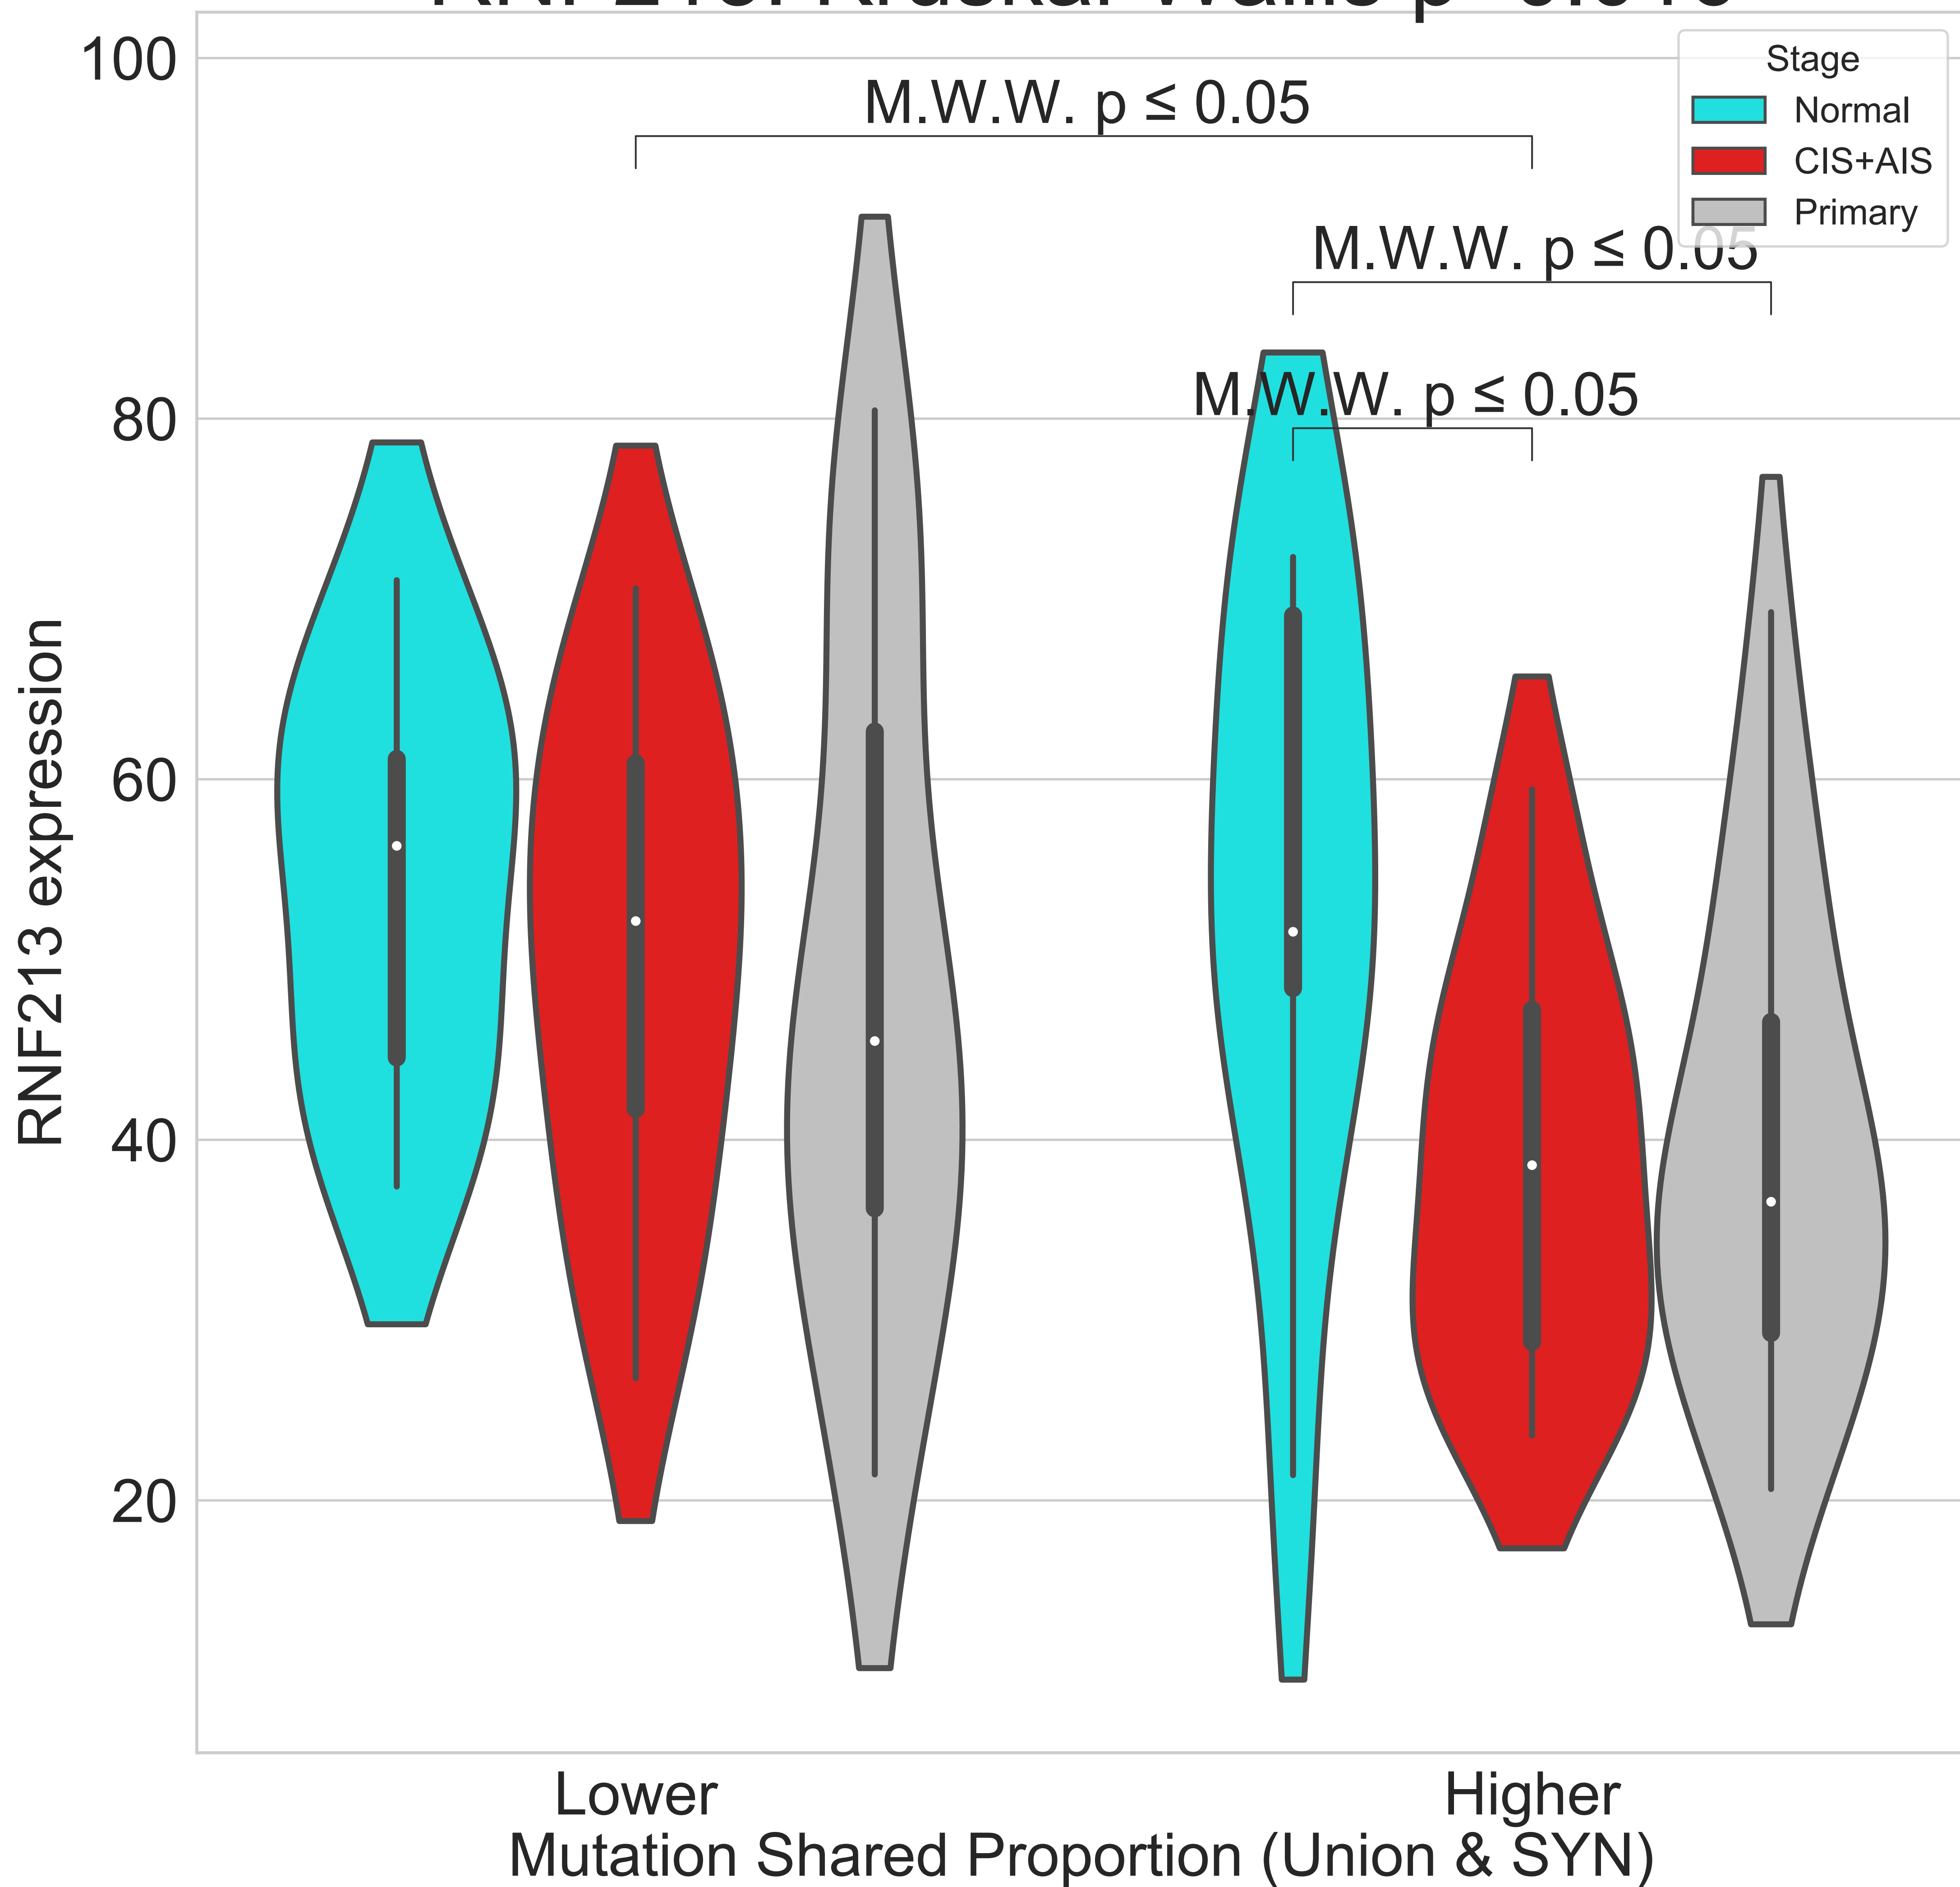 100
M.W.W. p ≤ 0.05
Stage
Normal
CIS+AIS
Primary
M.W.W. p ≤ 0.05
M.W.W. p ≤ 0.05
80
60
40
20
RNF213 expression
Lower
Higher
Mutation Shared Proportion (Union & SYN)